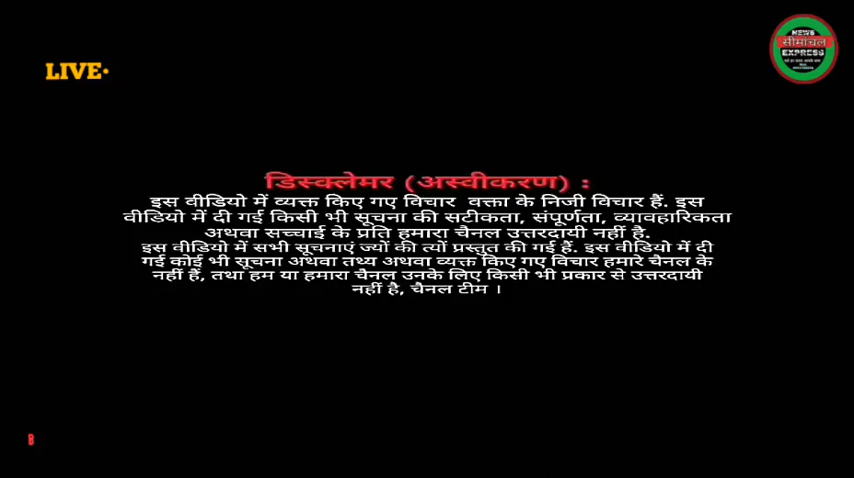 NEWS
सीमांचल
EXPRESS
LIVE
डिस्क्लेमर (अस्वीकरण) :
इस वीडियो में व्यक्त किए गए विचार वक्ता के निजी विचार हैं. इस
वीडियो में दी गई किसी भी सूचना की सटीकता, संपूर्णता, व्यावहारिकता
अथवा सच्चाई के प्रति हमारा चैनल उत्तरदायी नहीं है.
इस वीडियो में सभी सूचनाएं ज्यों की त्यों प्रस्तुत की गई हैं. इस वीडियो में दी
गई कोई भी सूचना अथवा तथ्य अथवा व्यक्त किए गए विचार हमारे चैनल के
नहीं हैं, तथा हम या हमारा चैनल उनके लिए किसी भी प्रकार से उत्तरदायी
नहीं है, चैनल टीम ।